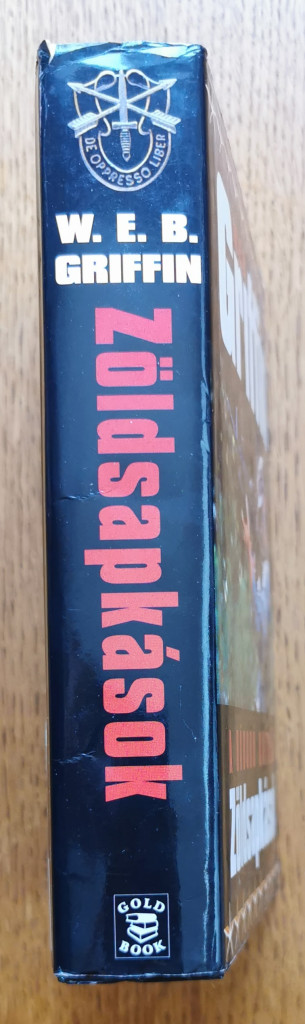 DE OPPRESSO LIBER
W. E. B.
GRIFFIN
Zöldsapkások
GOLD
BOOK